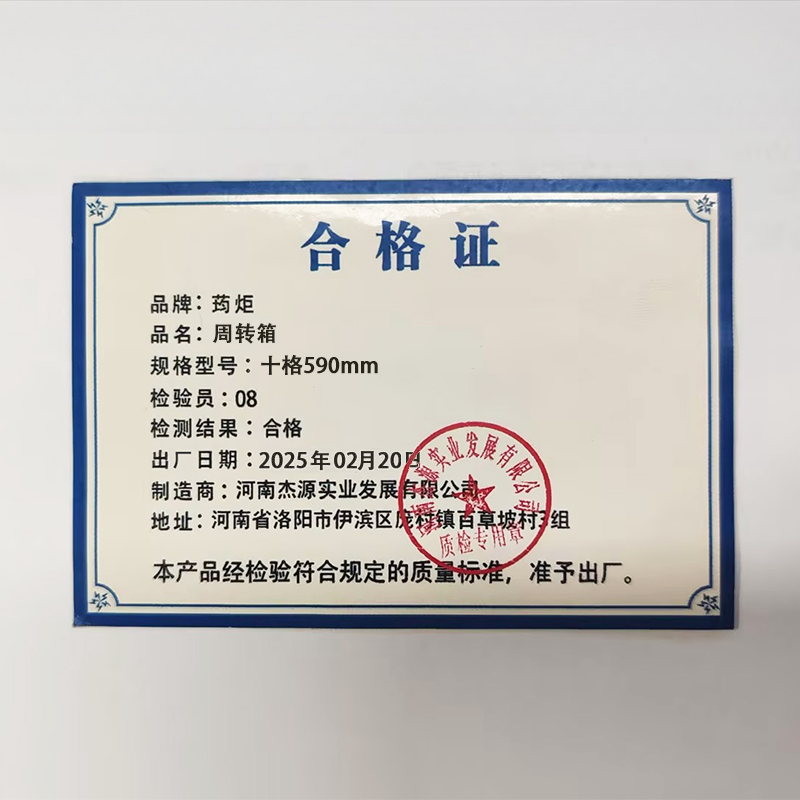 合格证
品牌：荺炬
品名：周转箱
规格型号：十格590mm
检验员：08
检测结果：合格
出厂日期：2025年02月20日
制造商：河南杰源实业发展有限公司
地址：河南省洛阳市伊滨区庞村镇百草坡村3组
河南杰源实业发展有限公司
质检专用章
本产品经检验符合规定的质量标准，准予出厂。